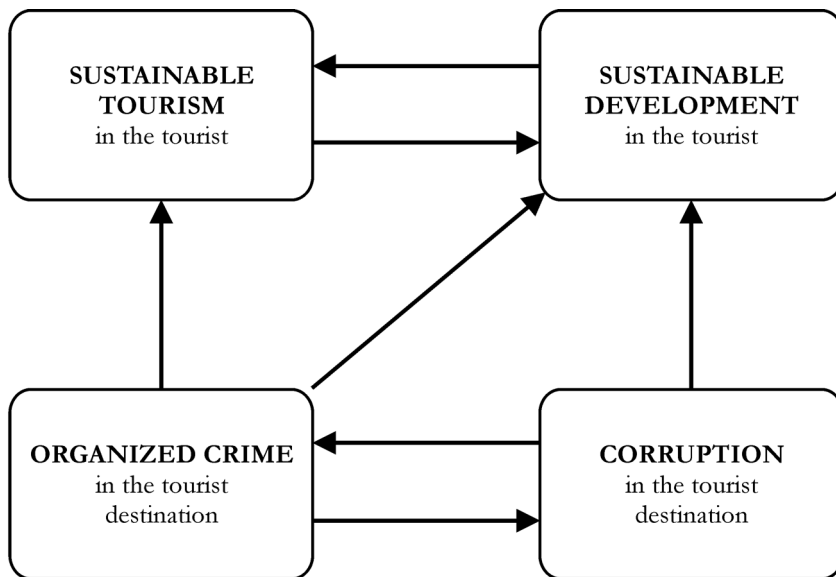 SUSTAINABLE
TOURISM
in the tourist
SUSTAINABLE
DEVELOPMENT
in the tourist
ORGANIZED CRIME
in the tourist
destination
CORRUPTION
in the tourist
destination